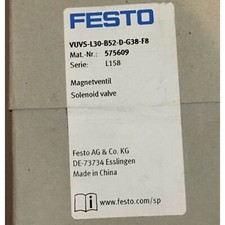 FESTO
VUVS-L30-B52-D-G38-F8
Mat.-Nr.: 575609
Serie: L158
Magnetventil
Solenoid valve
Festo AG & Co. KG
DE-73734 Esslingen
Made in China
www.festo.com/sp